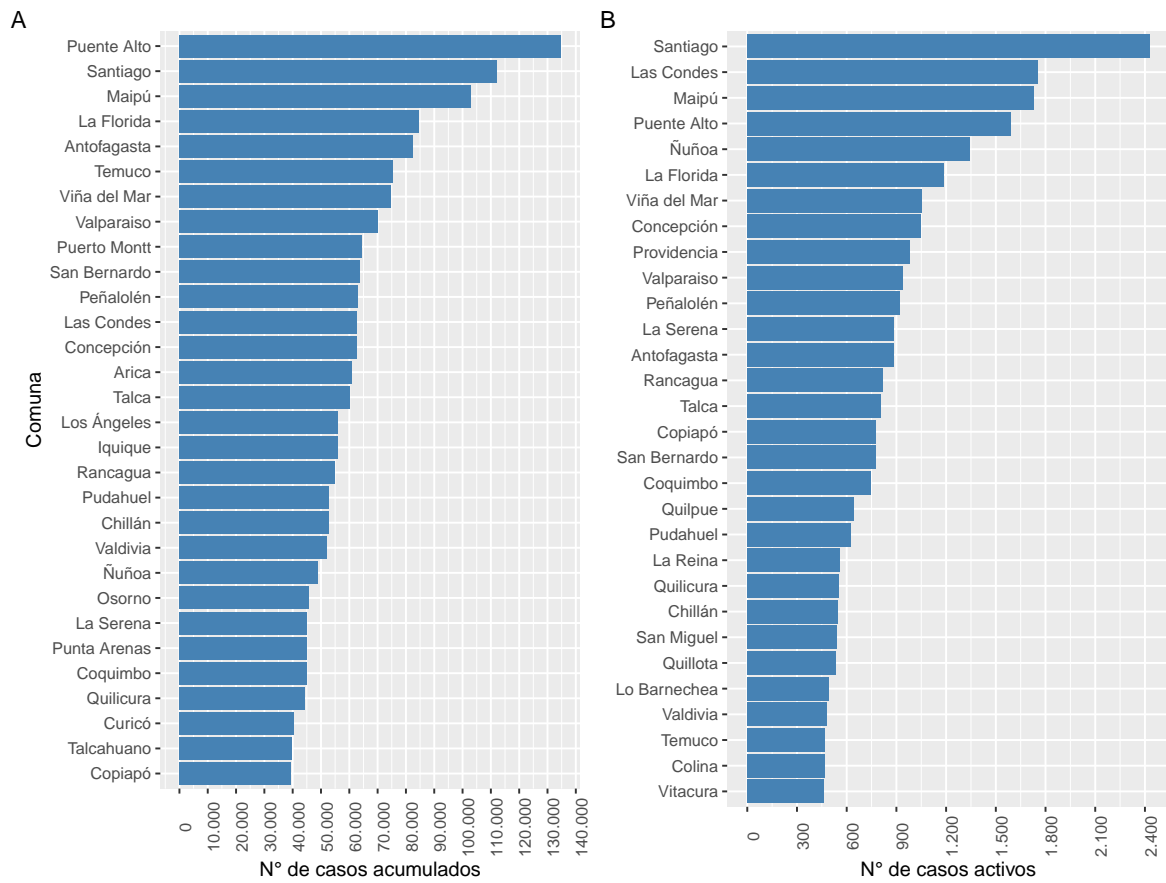 A
Comuna
Puente Alto
Santiago
Maipú
La Florida
Antofagasta
Temuco
Viña del Mar
Valparaiso
Puerto Montt
San Bernardo
Peñalolén
Las Condes
Concepción
Arica
Talca
Los Ángeles
Iquique
Rancagua
Pudahuel
Chillán
Valdivia
Ñuñoa
Osorno
La Serena
Punta Arenas
Coquimbo
Quilicura
Curicó
Talcahuano
Copiapó
0
10.000
20.000
30.000
40.000
50.000
60.000
70.000
80.000
90.000
100.000
110.000
120.000
130.000
140.000
N° de casos acumulados
B
Santiago
Las Condes
Maipú
Puente Alto
Ñuñoa
La Florida
Viña del Mar
Concepción
Providencia
Valparaiso
Peñalolén
La Serena
Antofagasta
Rancagua
Talca
Copiapó
San Bernardo
Coquimbo
Quilpue
Pudahuel
La Reina
Quilicura
Chillán
San Miguel
Quillota
Lo Barnechea
Valdivia
Temuco
Colina
Vitacura
0
300
600
900
1.200
1.500
1.800
2.100
2.400
N° de casos activos